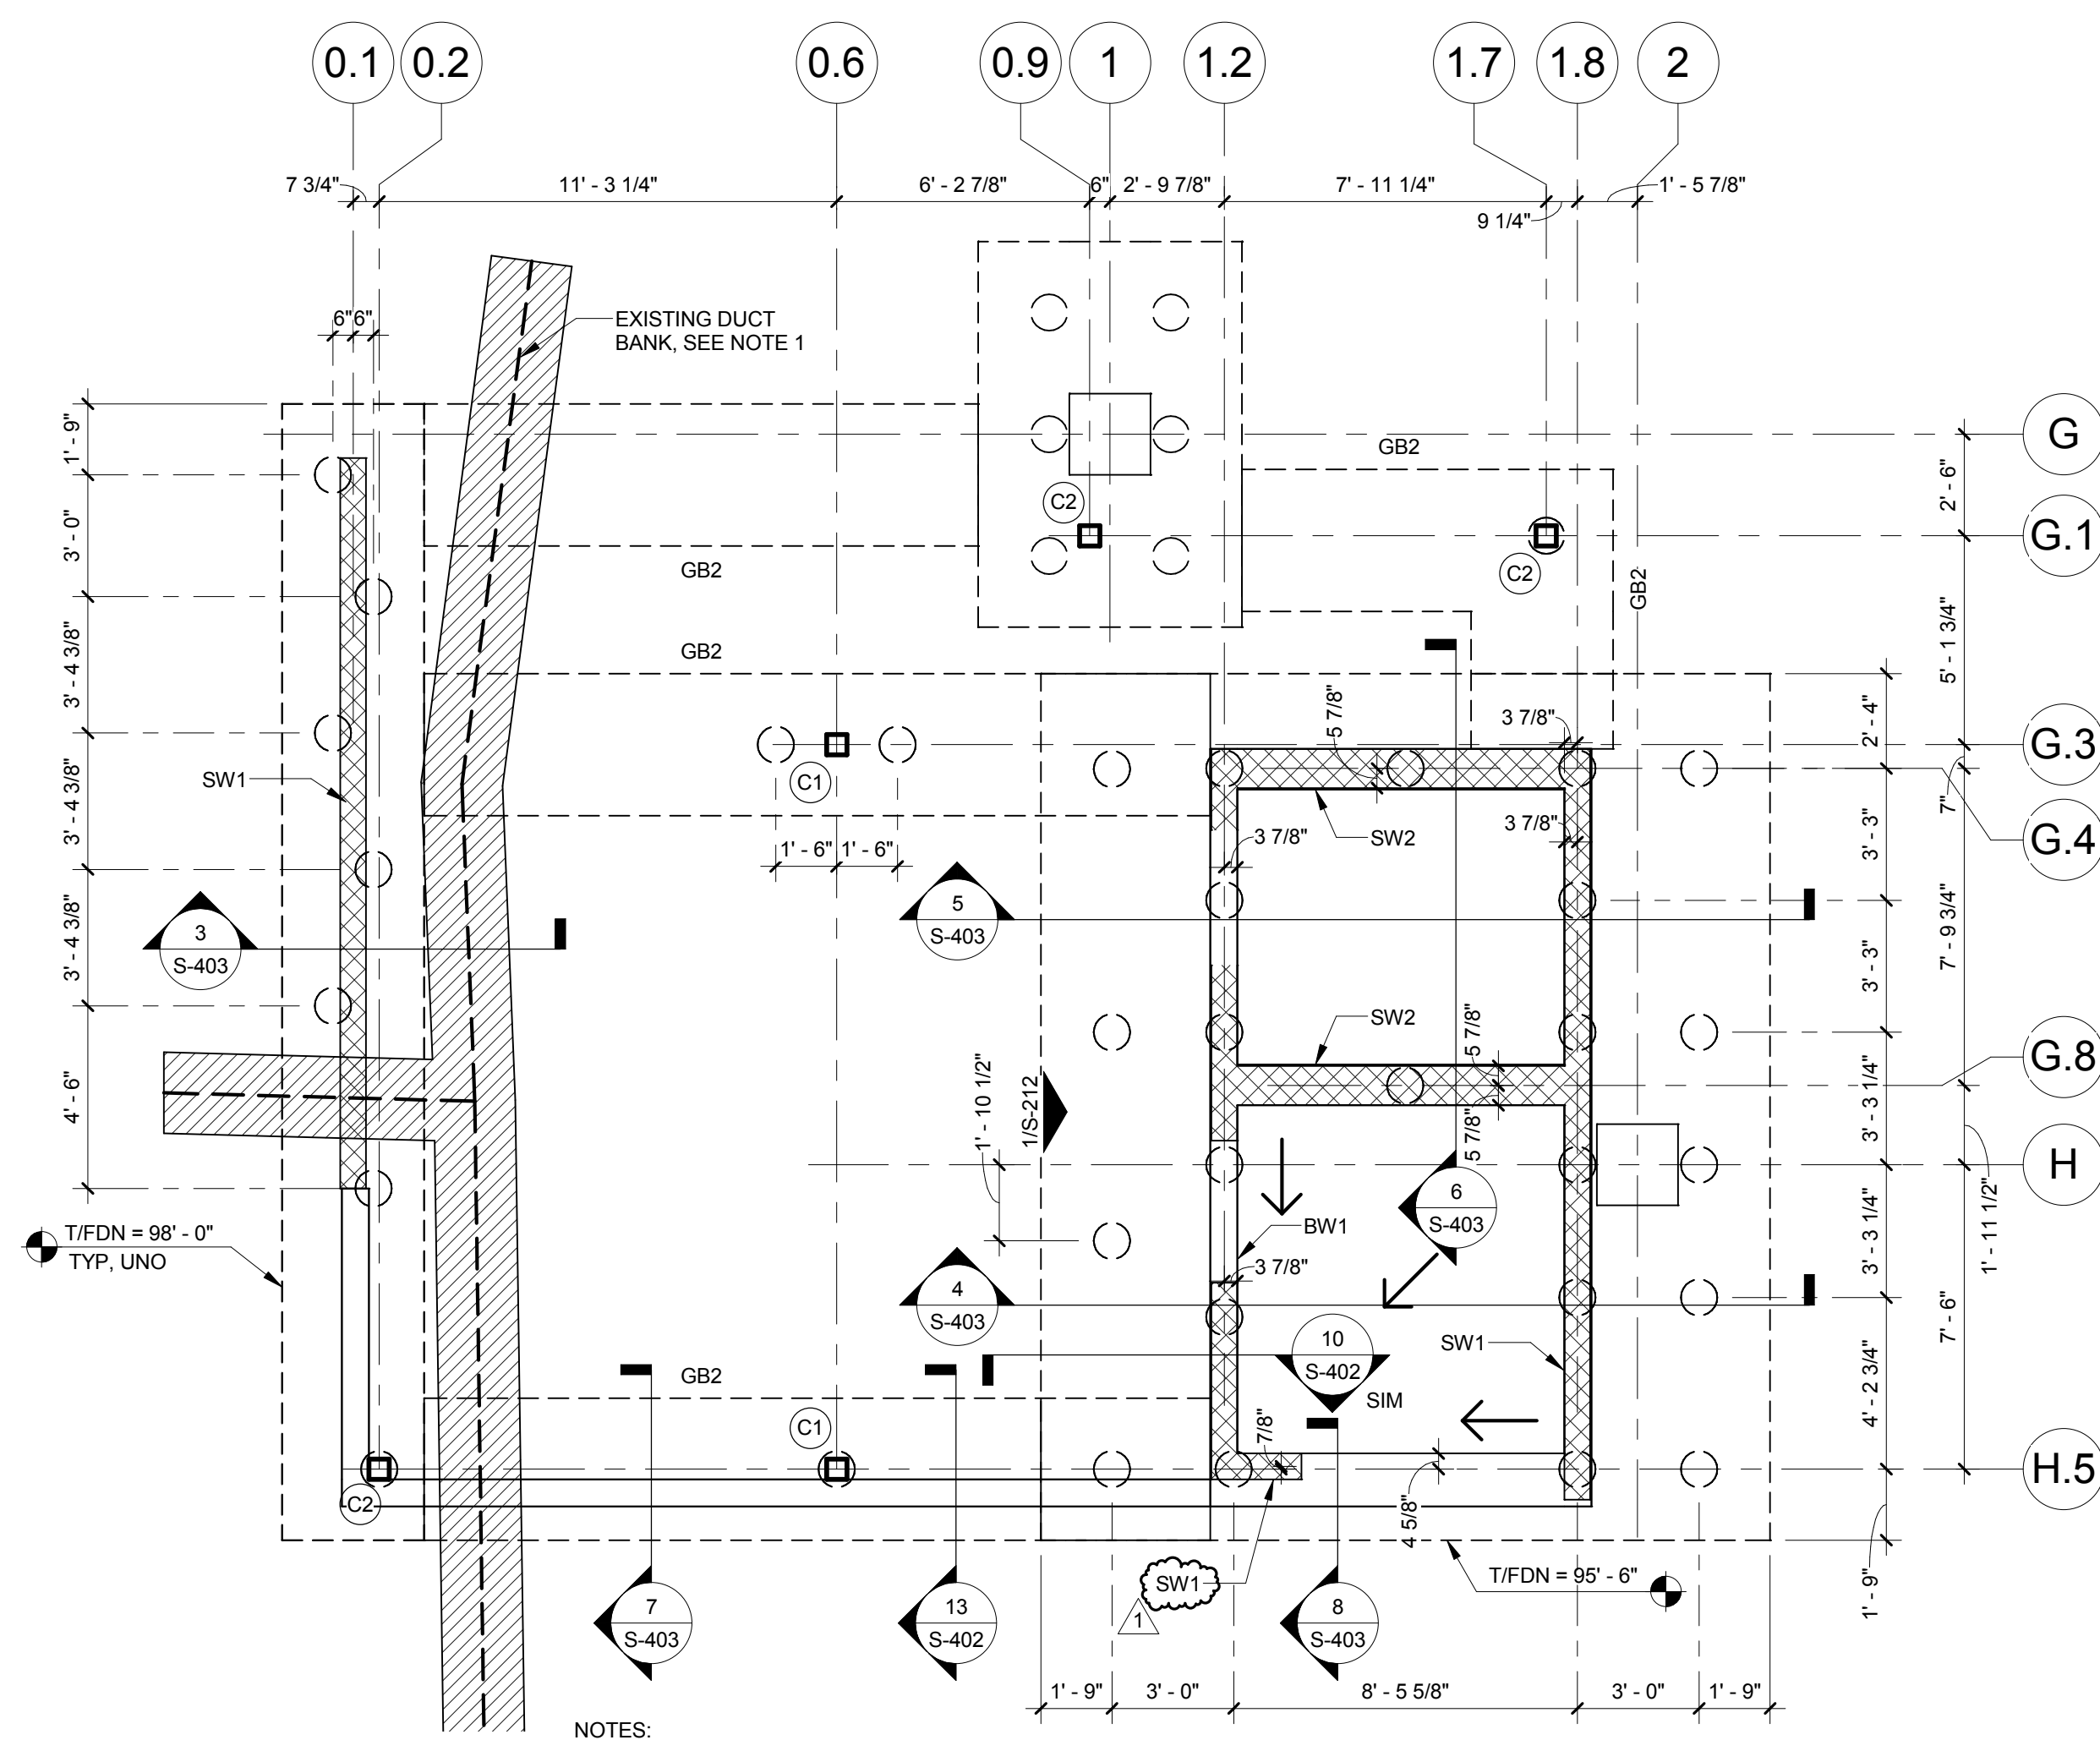 0.1
0.2
0.6
0.9
1
1.2
1.7
1.8
2
7 3/4"
11' - 3 1/4"
6' - 2 7/8"
6"
2' - 9 7/8"
7' - 11 1/4"
9 1/4"
1' - 5 7/8"
6"
6"
EXISTING DUCT
BANK, SEE NOTE 1
1' - 9"
3' - 0"
3' - 4 3/8"
3' - 4 3/8"
3' - 4 3/8"
4' - 6"
G
G.1
G.3
G.4
G.8
H
H.5
2' - 6"
5' - 1 3/4"
7"
7' - 9 3/4"
1' - 11 1/2"
7' - 6"
2' - 4"
3' - 3"
3' - 3"
3' - 3 1/4"
3' - 3 1/4"
4' - 2 3/4"
1' - 9"
GB2
C2
C2
GB2
GB2
GB2
5 7/8"
3 7/8"
SW1
C1
SW2
3 7/8"
3 7/8"
1' - 6"
1' - 6"
3
S-403
5
S-403
SW2
5 7/8"
5 7/8"
1' - 10 1/2"
1/S-212
6
S-403
BW1
3 7/8"
T/FDN = 98' - 0"
TYP, UNO
4
S-403
10
S-402
SIM
SW1
GB2
C1
7/8"
C2
4 5/8"
SW1
1
T/FDN = 95' - 6"
7
S-403
13
S-402
8
S-403
1' - 9"
3' - 0"
8' - 5 5/8"
3' - 0"
1' - 9"
NOTES: